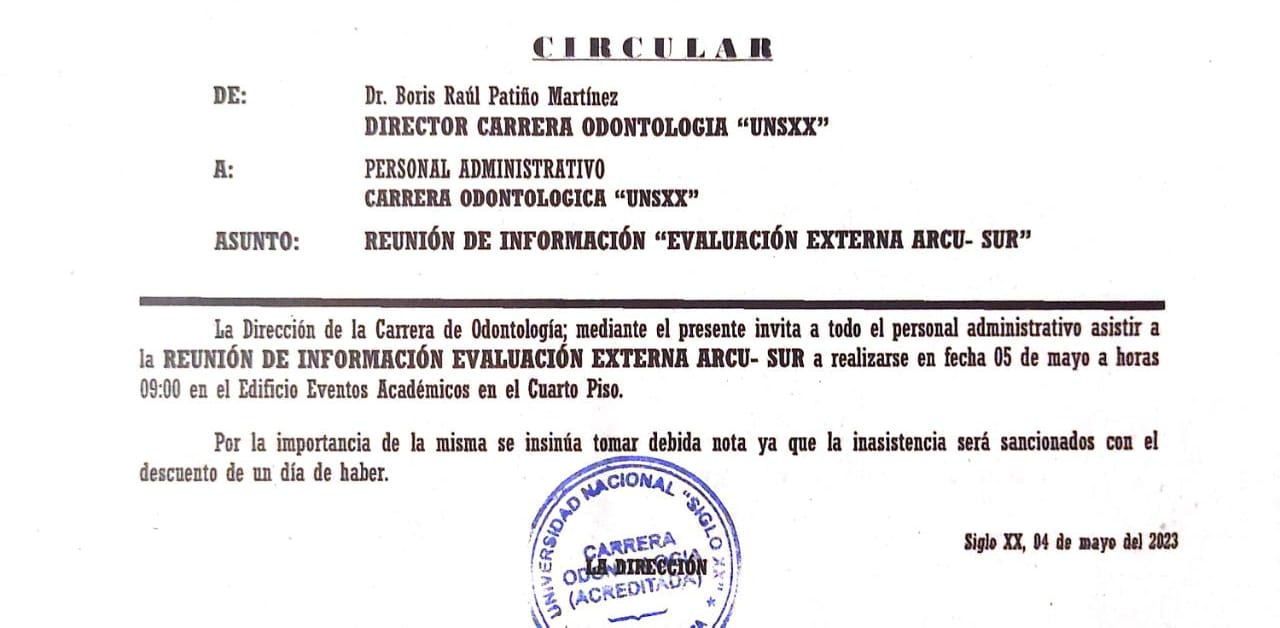 CIRCULAR
DE: Dr. Boris Raúl Patiño Martínez
DIRECTOR CARRERA ODONTOLOGIA “UNSXX”
A: PERSONAL ADMINISTRATIVO
CARRERA ODONTOLOGICA “UNSXX”
ASUNTO: REUNIÓN DE INFORMACIÓN “EVALUACIÓN EXTERNA ARCU- SUR”
La Dirección de la Carrera de Odontología; mediante el presente invita a todo el personal administrativo asistir a
la REUNIÓN DE INFORMACIÓN EVALUACIÓN EXTERNA ARCU- SUR a realizarse en fecha 05 de mayo a horas
09:00 en el Edificio Eventos Académicos en el Cuarto Piso.
Por la importancia de la misma se insinúa tomar debida nota ya que la inasistencia será sancionados con el
descuento de un día de haber.
Siglo XX, 04 de mayo del 2023
UNIVERSIDAD NACIONAL “SIGLO XX” *
CARRERA
ODONTOLOGIA
(ACREDITADA)
LA DIRECCIÓN